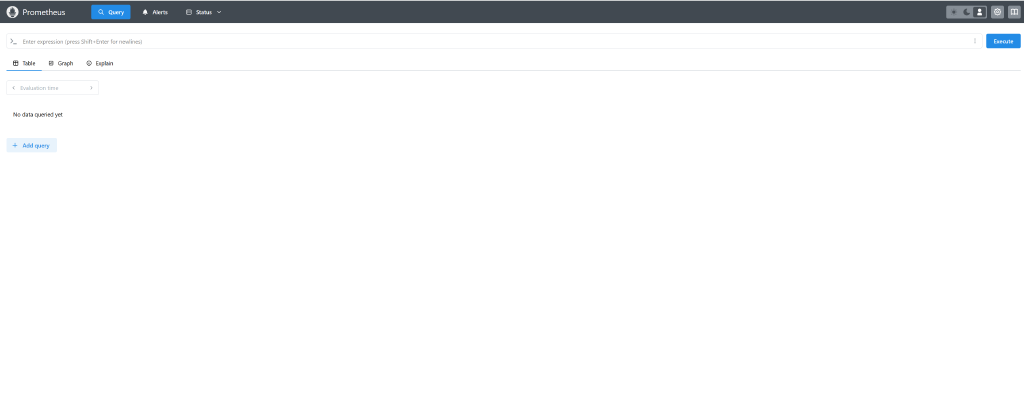 Prometheus Query Alerts Status
Enter expression (press Shift+Enter for newlines) Execute
Table Graph Explain
Evaluation time
No data queried yet
Add query